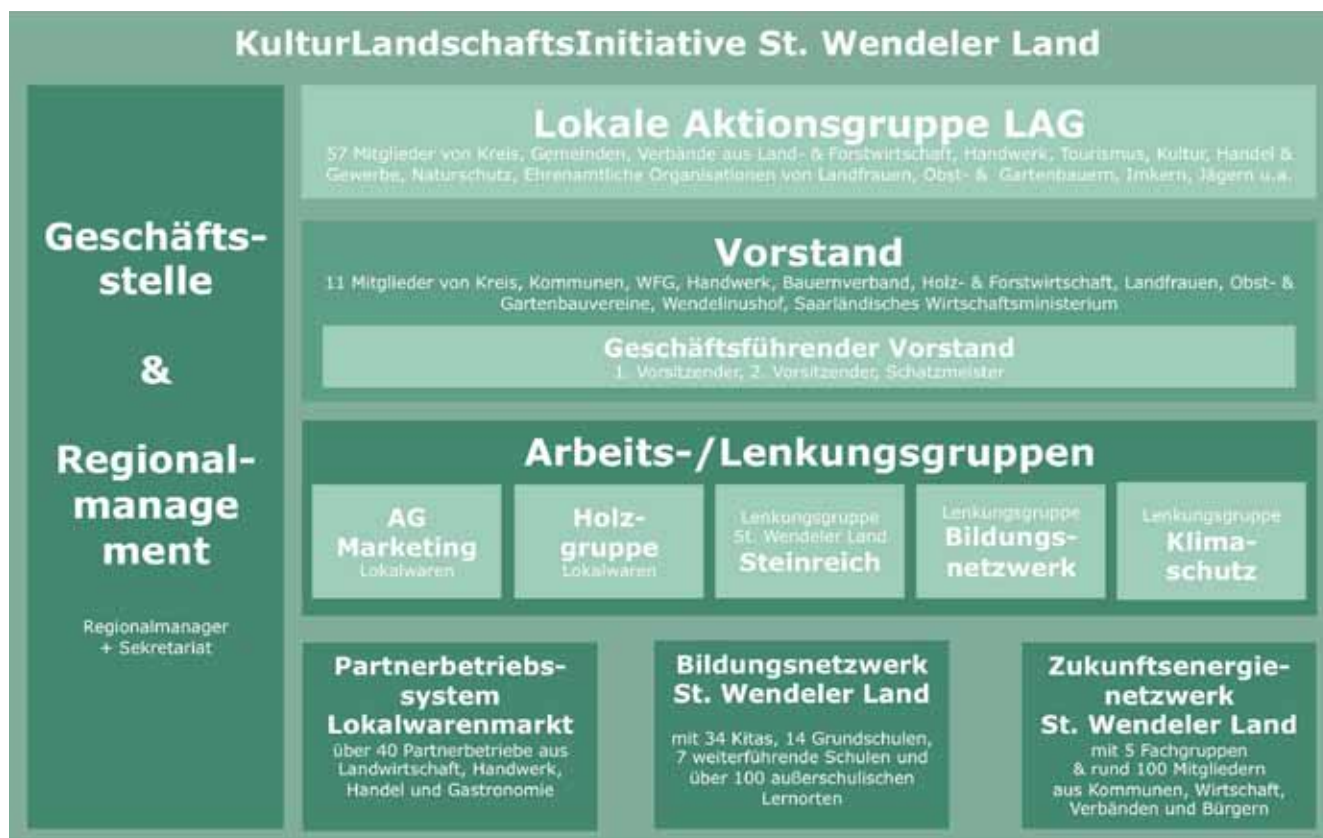 KulturLandschaftsInitiative St. Wendeler Land
Geschäfts-
stelle
&
Regional-
manage
ment
Regionalmanager
+ Sekretariat
Lokale Aktionsgruppe LAG
57 Mitglieder von Kreis, Gemeinden, Verbände aus Land- & Forstwirtschaft, Handwerk, Tourismus, Kultur, Handel &
Gewerbe, Naturschutz, Ehrenamtliche Organisationen von Landfrauen, Obst- & Gartenbauern, Imkern, Jägern u.a.
Vorstand
11 Mitglieder von Kreis, Kommunen, WFG, Handwerk, Bauernverband, Holz- & Forstwirtschaft, Landfrauen, Obst- &
Gartenbauvereine, Wendelinushof, Saarländisches Wirtschaftsministerium
Geschäftsführender Vorstand
1. Vorsitzender, 2. Vorsitzender, Schatzmeister
Arbeits-/Lenkungsgruppen
AG
Marketing
Lokalwaren
Holz-
gruppe
Lokalwaren
Lenkungsgruppe
St. Wendeler Land
Steinreich
Lenkungsgruppe
Bildungs-
netzwerk
Lenkungsgruppe
Klima-
schutz
Partnerbetriebs-
system
Lokalwarenmarkt
über 40 Partnerbetriebe aus
Landwirtschaft, Handwerk,
Handel und Gastronomie
Bildungsnetzwerk
St. Wendeler Land
mit 34 Kitas, 14 Grundschulen,
7 weiterführende Schulen und
über 100 außerschulischen
Lernorten
Zukunftsenergie-
netzwerk
St. Wendeler Land
mit 5 Fachgruppen
& rund 100 Mitgliedern
aus Kommunen, Wirtschaft,
Verbänden und Bürgern